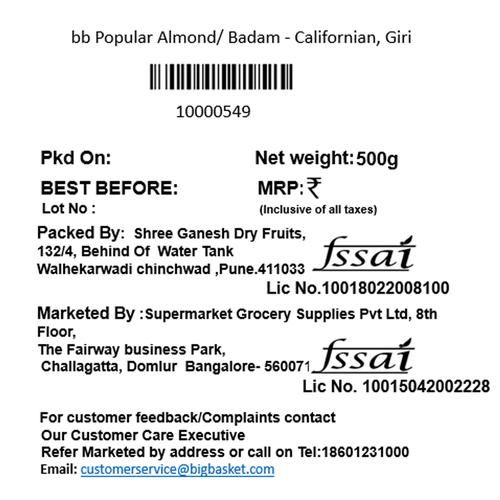 bb Popular Almond/ Badam - Californian, Giri
10000549
Pkd On:
Net weight:500g
BEST BEFORE:
MRP:₹
Lot No :
(Inclusive of all taxes)
Packed By: Shree Ganesh Dry Fruits,
132/4, Behind Of Water Tank
Walhekarwadi chinchwad ,Pune.411033
fssai
Lic No.10018022008100
Marketed By :Supermarket Grocery Supplies Pvt Ltd, 8th
Floor,
The Fairway business Park,
Challagatta, Domlur Bangalore- 560071
fssai
Lic No. 10015042002228
For customer feedback/Complaints contact
Our Customer Care Executive
Refer Marketed by address or call on Tel:18601231000
Email: customerservice@bigbasket.com